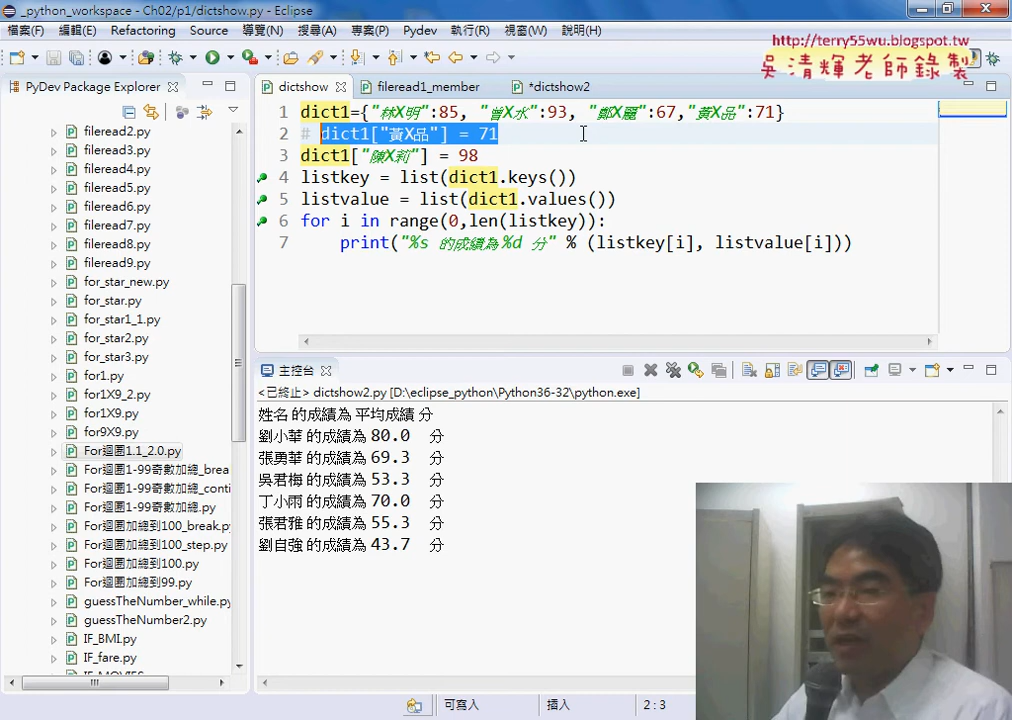 _python_workspace - Ch02/p1/dictshow.py - Eclipse
檔案(F) 編輯(E) Refactoring Source 導覽(N) 搜尋(A) 專案(P) Pydev 執行(R) 視窗(W) 說明(H)
http://terry55wu.blogspot.tw
吳清輝老師錄製
PyDev Package Explorer
fileread2.py
fileread3.py
fileread4.py
fileread5.py
fileread6.py
fileread7.py
fileread8.py
fileread9.py
for_star_new.py
for_star.py
for_star1_1.py
for_star2.py
for_star3.py
for1.py
for1X9_2.py
for1X9.py
for9X9.py
For迴圈1.1_2.0.py
For迴圈1-99奇數加總_brea
For迴圈1-99奇數加總_conti
For迴圈1-99奇數加總.py
For迴圈加總到100_break.p
For迴圈加總到100_step.py
For迴圈加總到100.py
For迴圈加總到99.py
guessTheNumber_while.py
guessTheNumber2.py
IF_BMI.py
IF_fare.py
IF_MOVIES
dictshow fileread1_member *dictshow2
1 dict1={"林X明":85, "曾X水":93, "鄭X麗":67,"黃X品":71}
2 # dict1["黃X品"] = 71
3 dict1["陳X莉"] = 98
4 listkey = list(dict1.keys())
5 listvalue = list(dict1.values())
6 for i in range(0,len(listkey)):
7 print("%s 的成績為%d 分" % (listkey[i], listvalue[i]))
主控台
<已終止> dictshow2.py [D:\eclipse_python\Python36-32\python.exe]
姓名 的成績為 平均成績 分
劉小華 的成績為 80.0 分
張勇華 的成績為 69.3 分
吳君梅 的成績為 53.3 分
丁小雨 的成績為 70.0 分
張君雅 的成績為 55.3 分
劉自強 的成績為 43.7 分
可寫入 插入 2:3